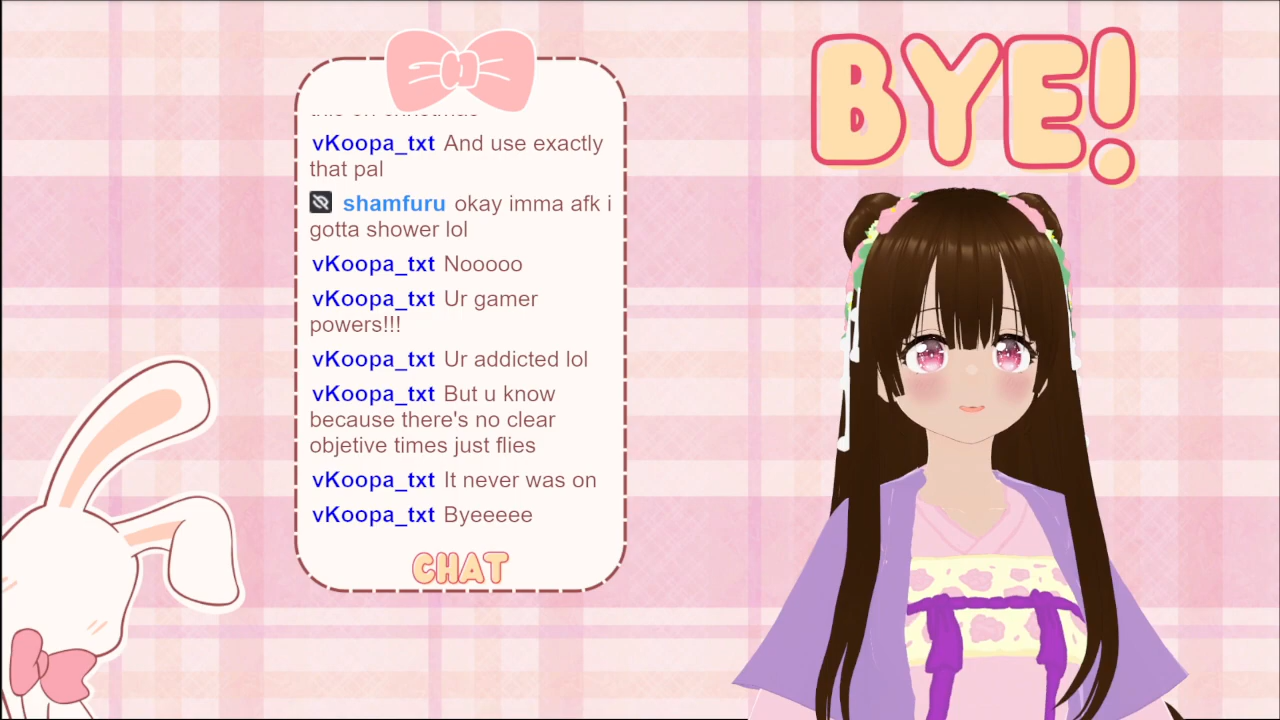 BYE!
vKoopa_txt And use exactly
that pal
shamfuru okay imma afk i
gotta shower lol
vKoopa_txt Nooooo
vKoopa_txt Ur gamer
powers!!!
vKoopa_txt Ur addicted lol
vKoopa_txt But u know
because there's no clear
objetive times just flies
vKoopa_txt It never was on
vKoopa_txt Byeeeee
CHAT